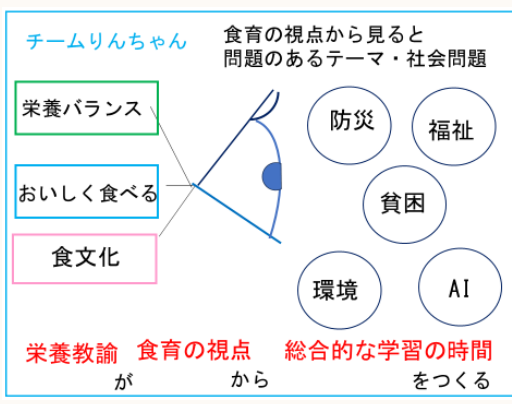 チームりんちゃん
食育の視点から見ると
問題のあるテーマ・社会問題
栄養バランス
おいしく食べる
食文化
防災
福祉
貧困
環境
AI
栄養教諭が食育の視点から総合的な学習の時間をつくる